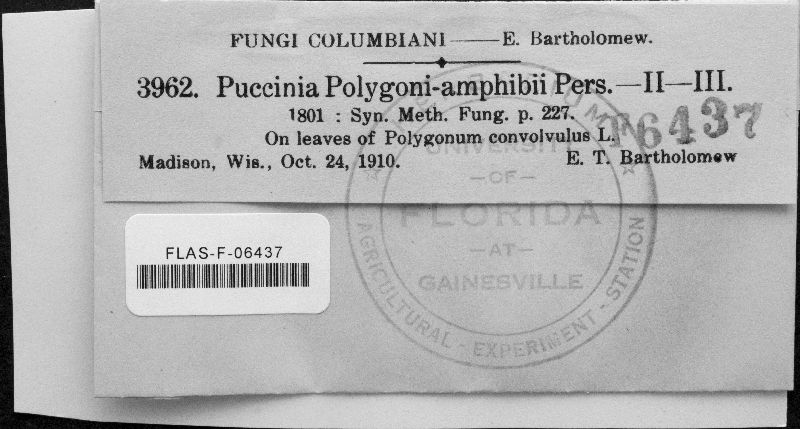 FUNGI COLUMBIANI — E. Bartholomew.
3962. Puccinia Polygoni-amphibii Pers.—II—III.
1801 : Syn. Meth. Fung. p. 227.
On leaves of Polygonum convolvulus L.
Madison, Wis., Oct. 24, 1910. E. T. Bartholomew
F6437
UNIVERSITY
—OF—
FLORIDA
—AT—
GAINESVILLE
AGRICULTURAL - EXPERIMENT - STATION
FLAS-F-06437